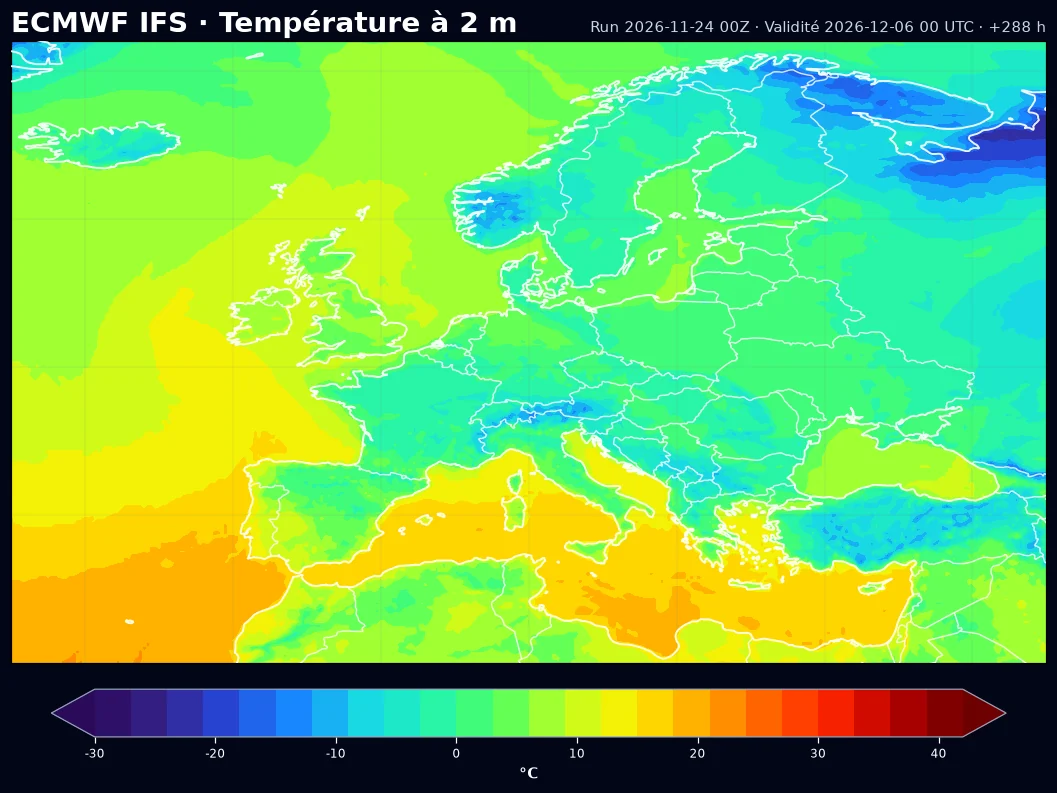 ECMWF IFS · Température à 2 m
Run 2026-11-24 00Z · Validité 2026-12-06 00 UTC · +288 h
-30 -20 -10 0 10 20 30 40
°C